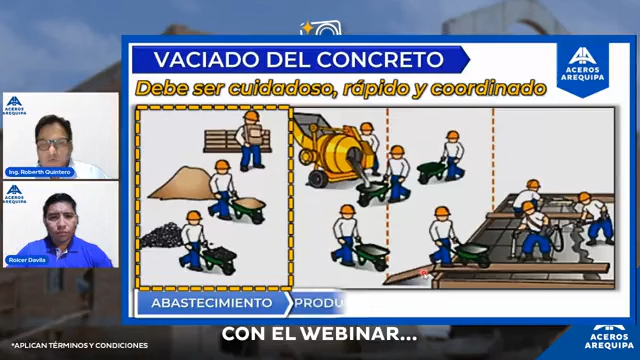 VACIADO DEL CONCRETO
ACEROS
AREQUIPA
Debe ser cuidadoso, rápido y coordinado
ACEROS
AREQUIPA
Ing. Roberth Quintero
ACEROS
AREQUIPA
Roicer Davila
ABASTECIMIENTO
PRODU
CON EL WEBINAR...
*APLICAN TÉRMINOS Y CONDICIONES
ACEROS
AREQUIPA